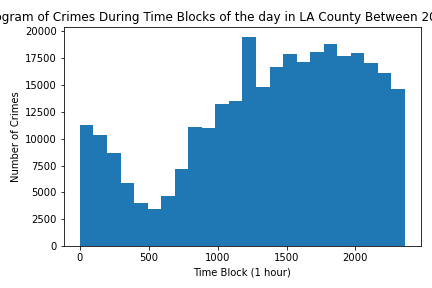 ogram of Crimes During Time Blocks of the day in LA County Between 20
20000
17500
15000
12500
10000
7500
5000
2500
0
Number of Crimes
0 500 1000 1500 2000
Time Block (1 hour)